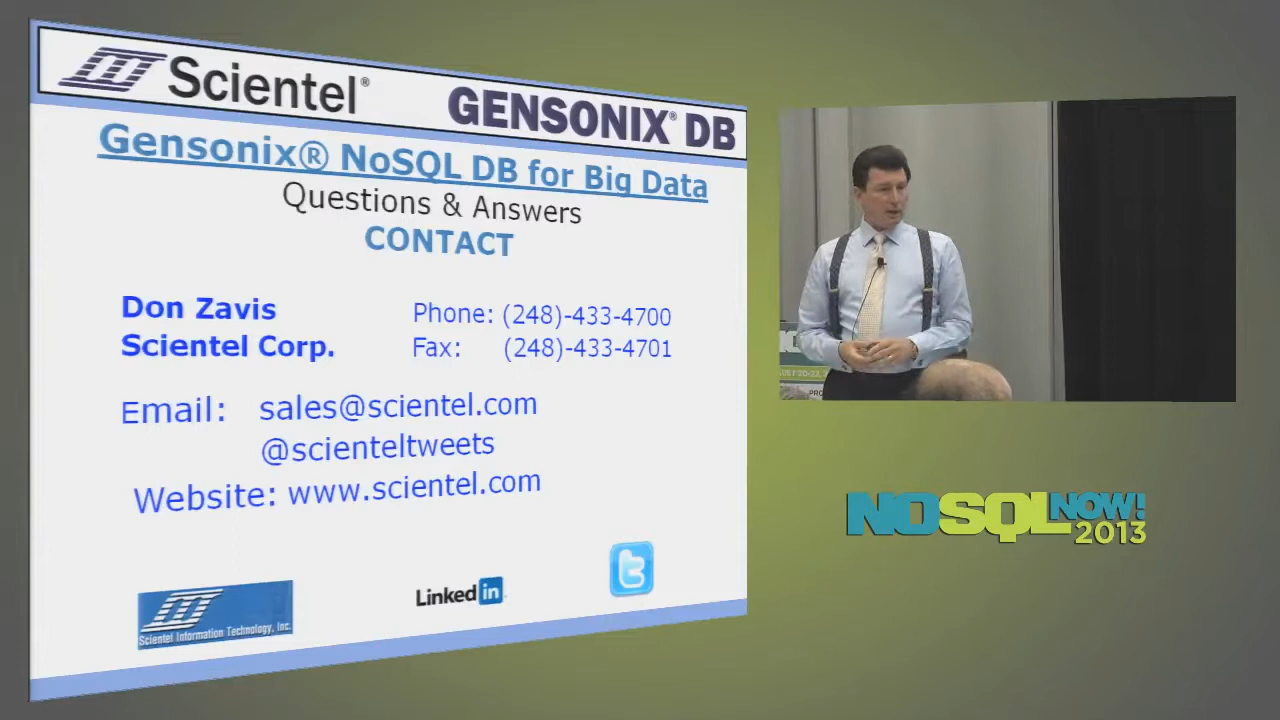 Scientel®
GENSONIX® DB
Gensonix® NoSQL DB for Big Data
Questions & Answers
CONTACT
Don Zavis
Phone: (248)-433-4700
Scientel Corp.
Fax: (248)-433-4701
Email: sales@scientel.com
@scienteltweets
Website: www.scientel.com
Scientel Information Technology, Inc.
LinkedIn
NOSQL NOW!
2013